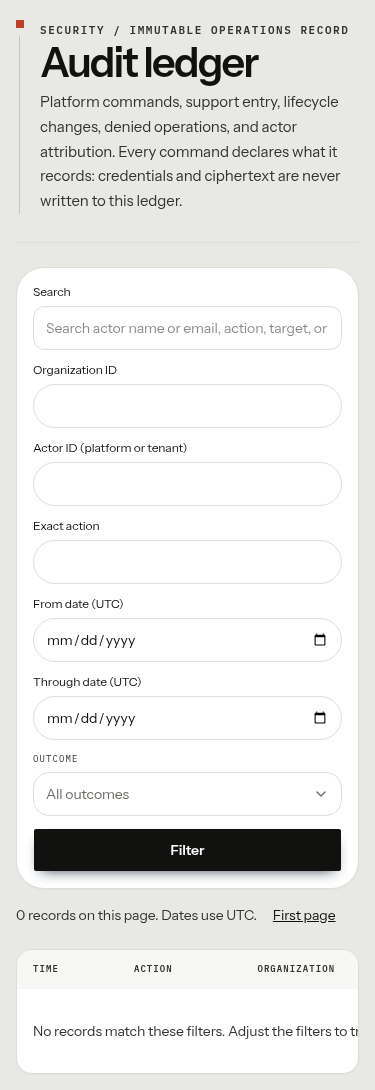 SECURITY / IMMUTABLE OPERATIONS RECORD
Audit ledger
Platform commands, support entry, lifecycle
changes, denied operations, and actor
attribution. Every command declares what it
records: credentials and ciphertext are never
written to this ledger.
Search
Search actor name or email, action, target, or
Organization ID
Actor ID (platform or tenant)
Exact action
From date (UTC)
mm/dd/yyyy
Through date (UTC)
mm/dd/yyyy
OUTCOME
All outcomes
Filter
0 records on this page. Dates use UTC. First page
TIME ACTION ORGANIZATION
No records match these filters. Adjust the filters to